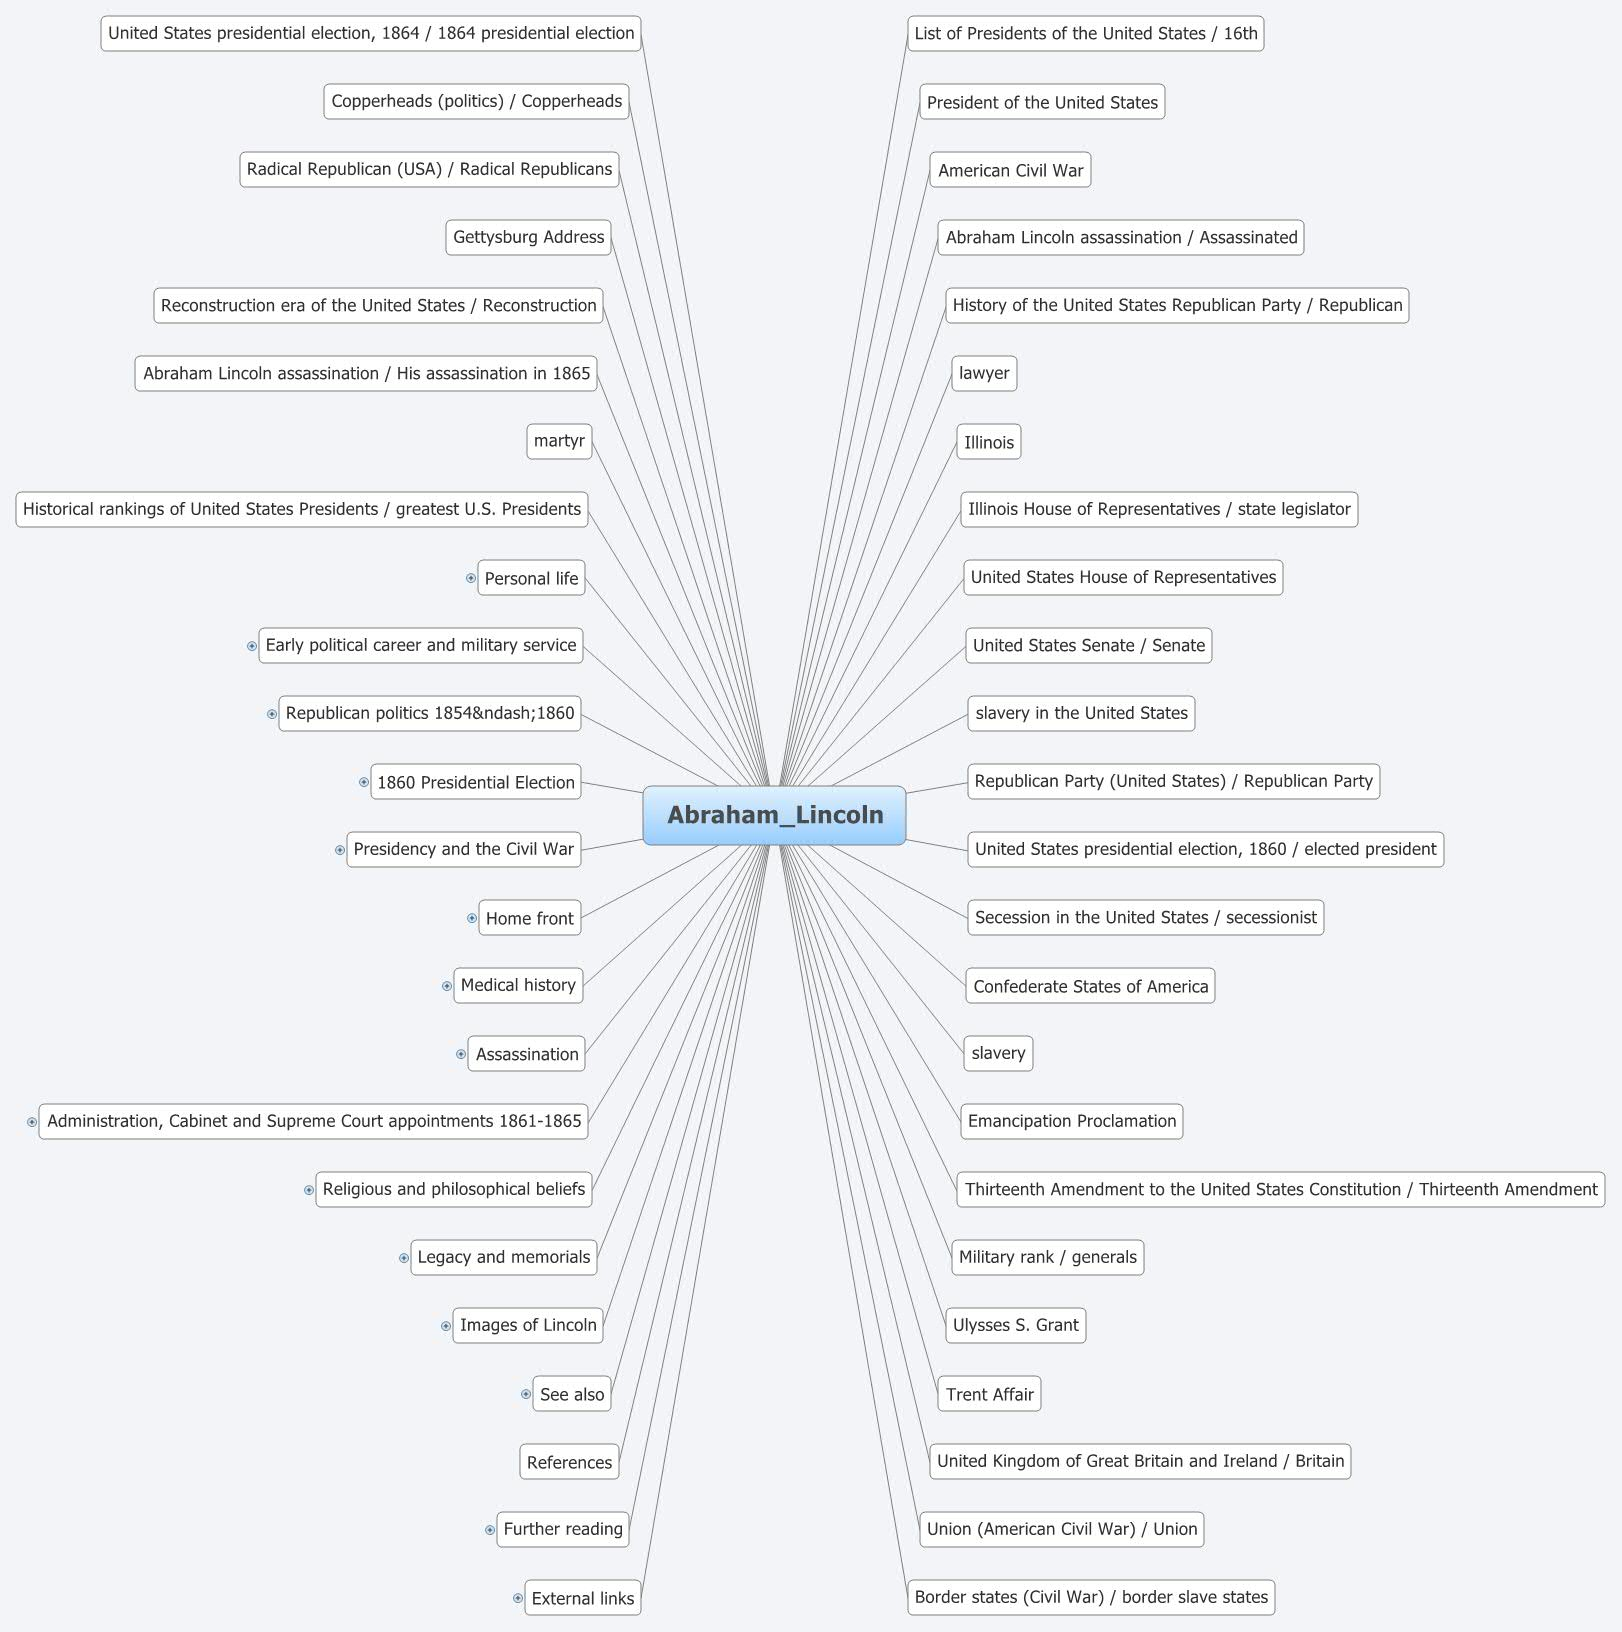 United States presidential election, 1864 / 1864 presidential election
Copperheads (politics) / Copperheads
Radical Republican (USA) / Radical Republicans
Gettysburg Address
Reconstruction era of the United States / Reconstruction
Abraham Lincoln assassination / His assassination in 1865
martyr
Historical rankings of United States Presidents / greatest U.S. Presidents
Personal life
Early political career and military service
Republican politics 1854&ndash;1860
1860 Presidential Election
Presidency and the Civil War
Home front
Medical history
Assassination
Administration, Cabinet and Supreme Court appointments 1861-1865
Religious and philosophical beliefs
Legacy and memorials
Images of Lincoln
See also
References
Further reading
External links
Abraham_Lincoln
List of Presidents of the United States / 16th
President of the United States
American Civil War
Abraham Lincoln assassination / Assassinated
History of the United States Republican Party / Republican
lawyer
Illinois
Illinois House of Representatives / state legislator
United States House of Representatives
United States Senate / Senate
slavery in the United States
Republican Party (United States) / Republican Party
United States presidential election, 1860 / elected president
Secession in the United States / secessionist
Confederate States of America
slavery
Emancipation Proclamation
Thirteenth Amendment to the United States Constitution / Thirteenth Amendment
Military rank / generals
Ulysses S. Grant
Trent Affair
United Kingdom of Great Britain and Ireland / Britain
Union (American Civil War) / Union
Border states (Civil War) / border slave states